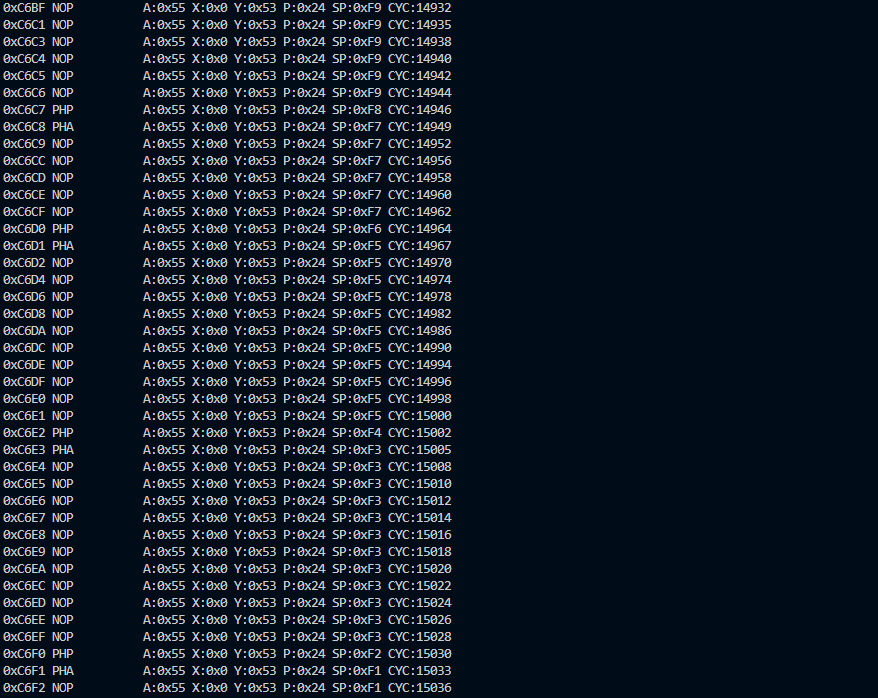 0xC6BF NOP A:0x55 X:0x0 Y:0x53 P:0x24 SP:0xF9 CYC:14932
0xC6C1 NOP A:0x55 X:0x0 Y:0x53 P:0x24 SP:0xF9 CYC:14935
0xC6C3 NOP A:0x55 X:0x0 Y:0x53 P:0x24 SP:0xF9 CYC:14938
0xC6C4 NOP A:0x55 X:0x0 Y:0x53 P:0x24 SP:0xF9 CYC:14940
0xC6C5 NOP A:0x55 X:0x0 Y:0x53 P:0x24 SP:0xF9 CYC:14942
0xC6C6 NOP A:0x55 X:0x0 Y:0x53 P:0x24 SP:0xF9 CYC:14944
0xC6C7 PHP A:0x55 X:0x0 Y:0x53 P:0x24 SP:0xF8 CYC:14946
0xC6C8 PHA A:0x55 X:0x0 Y:0x53 P:0x24 SP:0xF7 CYC:14949
0xC6C9 NOP A:0x55 X:0x0 Y:0x53 P:0x24 SP:0xF7 CYC:14952
0xC6CC NOP A:0x55 X:0x0 Y:0x53 P:0x24 SP:0xF7 CYC:14956
0xC6CD NOP A:0x55 X:0x0 Y:0x53 P:0x24 SP:0xF7 CYC:14958
0xC6CE NOP A:0x55 X:0x0 Y:0x53 P:0x24 SP:0xF7 CYC:14960
0xC6CF NOP A:0x55 X:0x0 Y:0x53 P:0x24 SP:0xF7 CYC:14962
0xC6D0 PHP A:0x55 X:0x0 Y:0x53 P:0x24 SP:0xF6 CYC:14964
0xC6D1 PHA A:0x55 X:0x0 Y:0x53 P:0x24 SP:0xF5 CYC:14967
0xC6D2 NOP A:0x55 X:0x0 Y:0x53 P:0x24 SP:0xF5 CYC:14970
0xC6D4 NOP A:0x55 X:0x0 Y:0x53 P:0x24 SP:0xF5 CYC:14974
0xC6D6 NOP A:0x55 X:0x0 Y:0x53 P:0x24 SP:0xF5 CYC:14978
0xC6D8 NOP A:0x55 X:0x0 Y:0x53 P:0x24 SP:0xF5 CYC:14982
0xC6DA NOP A:0x55 X:0x0 Y:0x53 P:0x24 SP:0xF5 CYC:14986
0xC6DC NOP A:0x55 X:0x0 Y:0x53 P:0x24 SP:0xF5 CYC:14990
0xC6DE NOP A:0x55 X:0x0 Y:0x53 P:0x24 SP:0xF5 CYC:14994
0xC6DF NOP A:0x55 X:0x0 Y:0x53 P:0x24 SP:0xF5 CYC:14996
0xC6E0 NOP A:0x55 X:0x0 Y:0x53 P:0x24 SP:0xF5 CYC:14998
0xC6E1 NOP A:0x55 X:0x0 Y:0x53 P:0x24 SP:0xF5 CYC:15000
0xC6E2 PHP A:0x55 X:0x0 Y:0x53 P:0x24 SP:0xF4 CYC:15002
0xC6E3 PHA A:0x55 X:0x0 Y:0x53 P:0x24 SP:0xF3 CYC:15005
0xC6E4 NOP A:0x55 X:0x0 Y:0x53 P:0x24 SP:0xF3 CYC:15008
0xC6E5 NOP A:0x55 X:0x0 Y:0x53 P:0x24 SP:0xF3 CYC:15010
0xC6E6 NOP A:0x55 X:0x0 Y:0x53 P:0x24 SP:0xF3 CYC:15012
0xC6E7 NOP A:0x55 X:0x0 Y:0x53 P:0x24 SP:0xF3 CYC:15014
0xC6E8 NOP A:0x55 X:0x0 Y:0x53 P:0x24 SP:0xF3 CYC:15016
0xC6E9 NOP A:0x55 X:0x0 Y:0x53 P:0x24 SP:0xF3 CYC:15018
0xC6EA NOP A:0x55 X:0x0 Y:0x53 P:0x24 SP:0xF3 CYC:15020
0xC6EC NOP A:0x55 X:0x0 Y:0x53 P:0x24 SP:0xF3 CYC:15022
0xC6ED NOP A:0x55 X:0x0 Y:0x53 P:0x24 SP:0xF3 CYC:15024
0xC6EE NOP A:0x55 X:0x0 Y:0x53 P:0x24 SP:0xF3 CYC:15026
0xC6EF NOP A:0x55 X:0x0 Y:0x53 P:0x24 SP:0xF3 CYC:15028
0xC6F0 PHP A:0x55 X:0x0 Y:0x53 P:0x24 SP:0xF2 CYC:15030
0xC6F1 PHA A:0x55 X:0x0 Y:0x53 P:0x24 SP:0xF1 CYC:15033
0xC6F2 NOP A:0x55 X:0x0 Y:0x53 P:0x24 SP:0xF1 CYC:15036